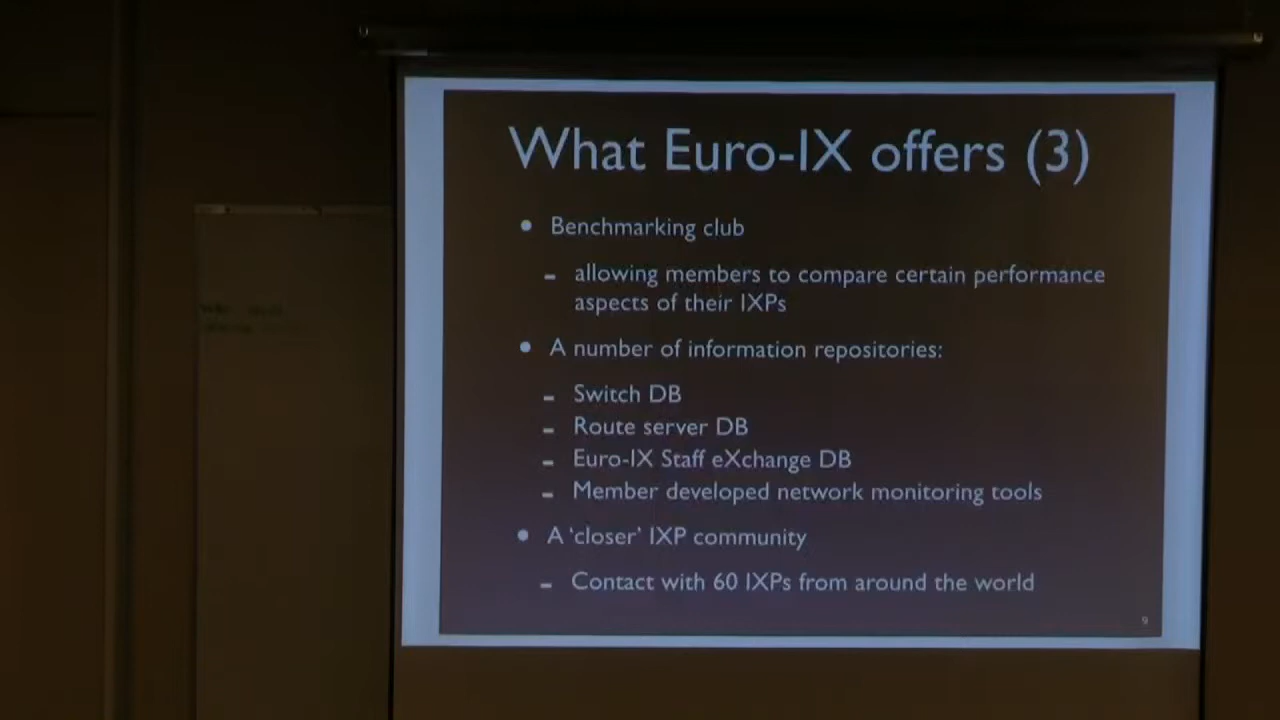 What Euro-IX offers (3)
• Benchmarking club
– allowing members to compare certain performance
aspects of their IXPs
• A number of information repositories:
– Switch DB
– Route server DB
– Euro-IX Staff eXchange DB
– Member developed network monitoring tools
• A ‘closer’ IXP community
– Contact with 60 IXPs from around the world
9